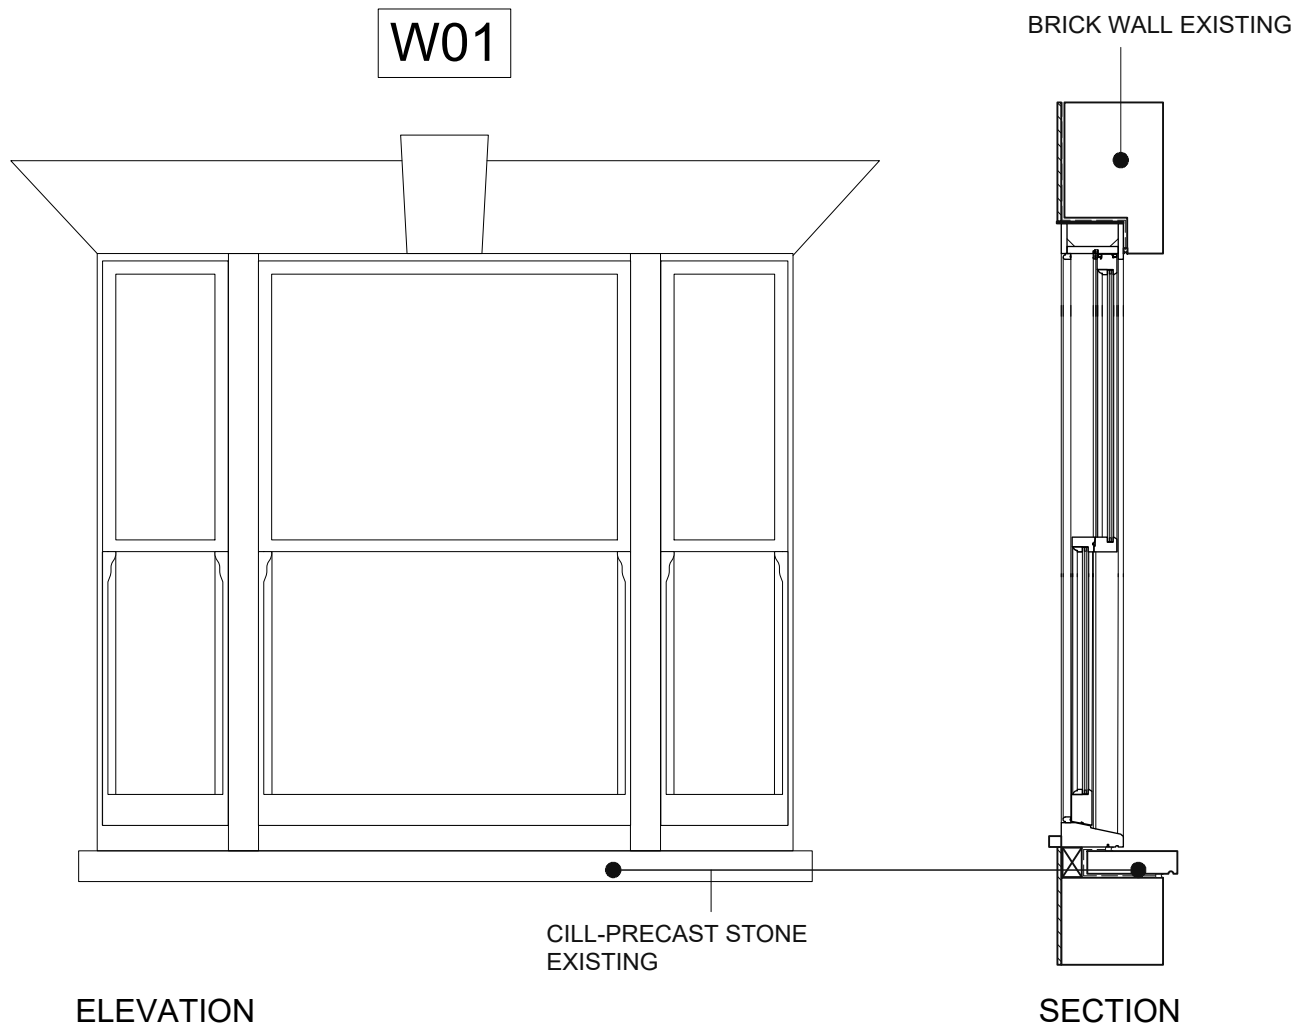 W01
BRICK WALL EXISTING
CILL-PRECAST STONE
EXISTING
ELEVATION
SECTION